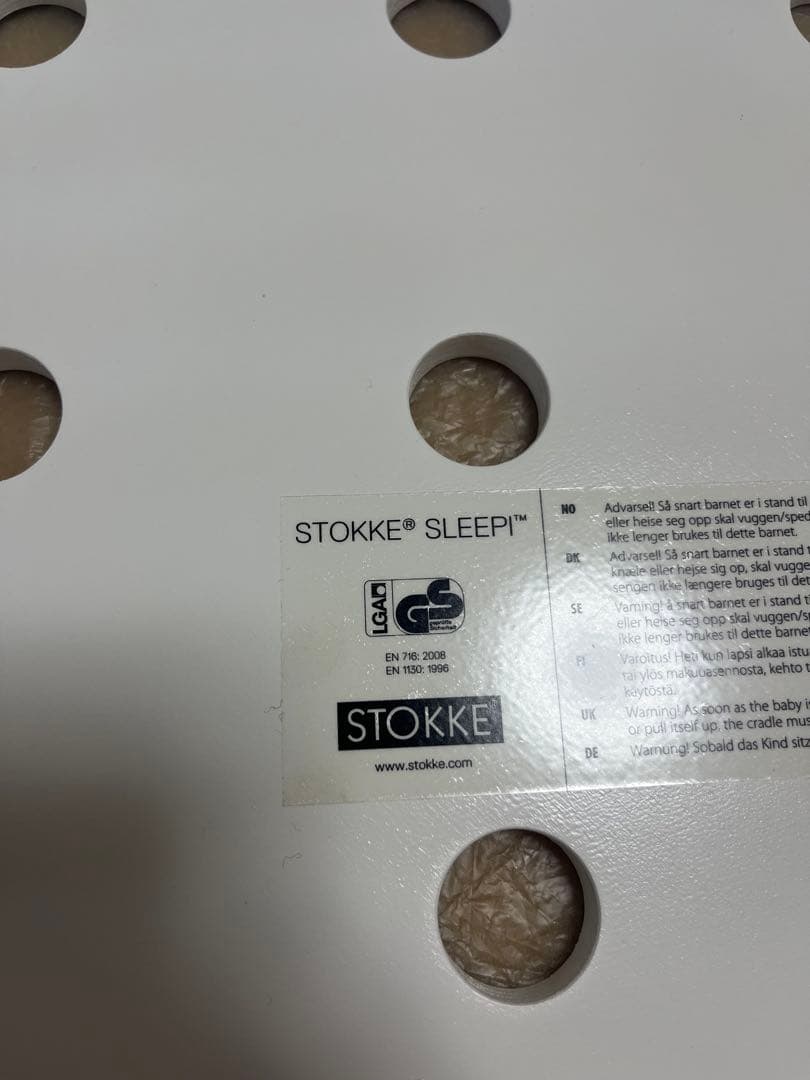 STOKKE® SLEEPI™
LGA
GS
geprüfte
Sicherheit
EN 716: 2008
EN 1130: 1996
STOKKE
www.stokke.com
NO Advarsel! Så snart barnet er i stand til
eller heise seg opp skal vuggen/sped
ikke lenger brukes til dette barnet.
DK Advarsel! Så snart barnet er i stand
knæle eller hejse sig op, skal vugge
sengen ikke længere bruges til det
SE Varning! å snart barnet er i stand t
eller heise seg opp skal vuggen/s
ikke lenger brukes til dette barnet
FI Varoitus! Heti kun lapsi alkaa istu
tai ylös makuuasennosta, kehto t
käytöstä.
UK Warning! As soon as the baby i
or pull itself up, the cradle mus
DE Warnung! Sobald das Kind sitz